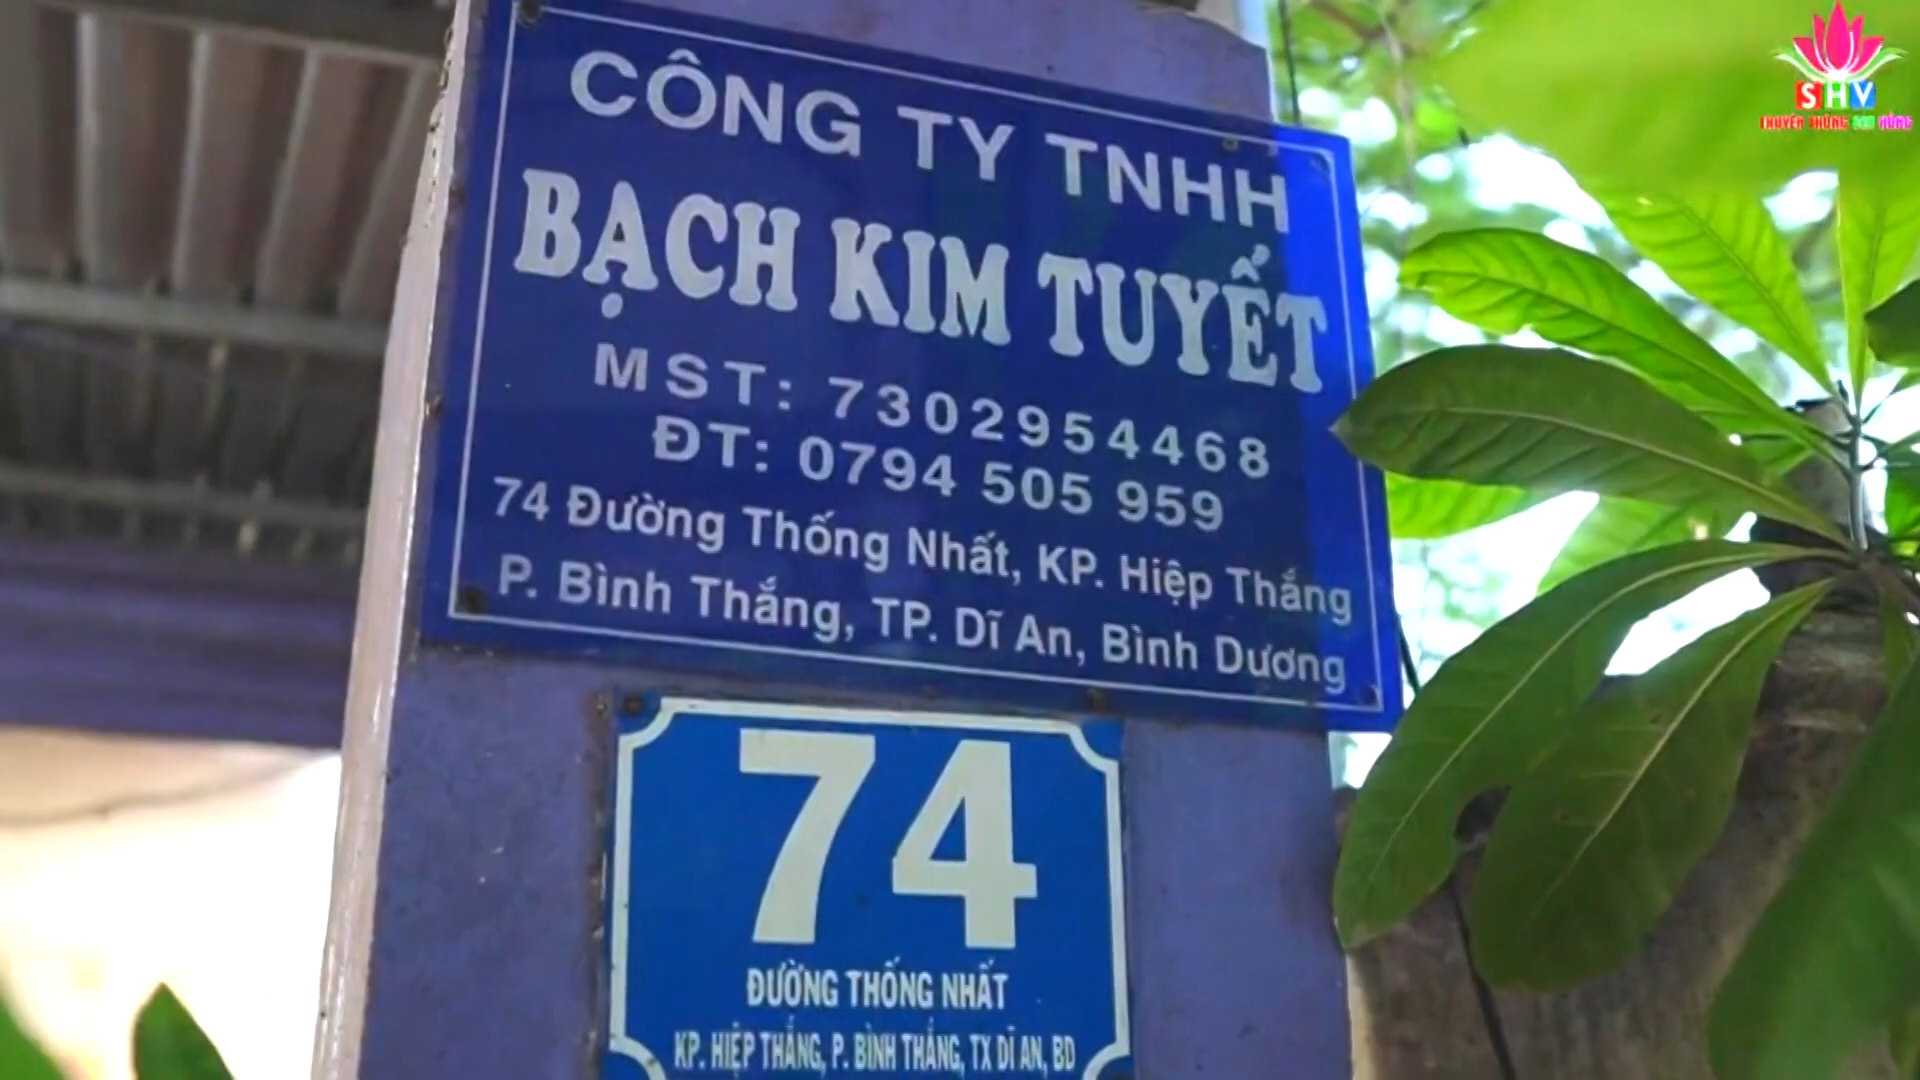 CÔNG TY TNHH
BẠCH KIM TUYẾT
MST: 7302954468
ĐT: 0794 505 959
74 Đường Thống Nhất, KP. Hiệp Thắng
P. Bình Thắng, TP. Dĩ An, Bình Dương
74
ĐƯỜNG THỐNG NHẤT
KP. HIỆP THẮNG, P. BÌNH THẮNG, TX DĨ AN, BD
SHV